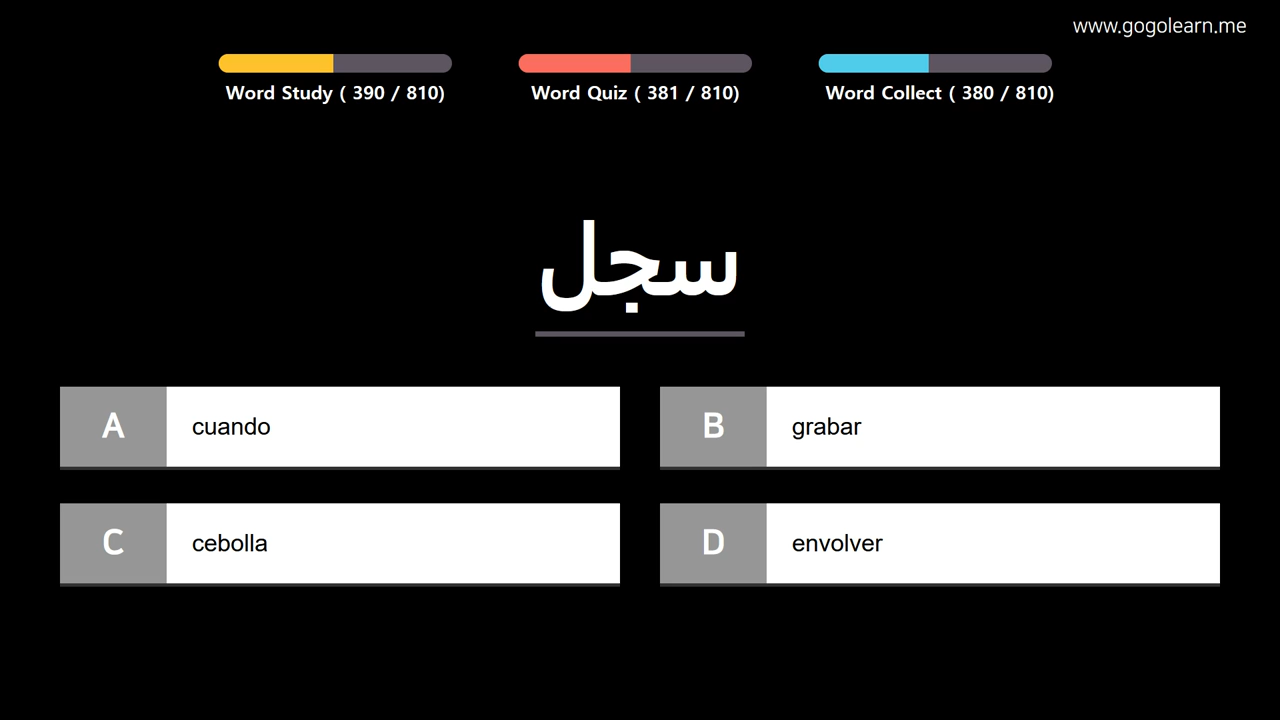 www.gogolearn.me
Word Study ( 390 / 810)
Word Quiz ( 381 / 810)
Word Collect ( 380 / 810)
سجل
A cuando
B grabar
C cebolla
D envolver